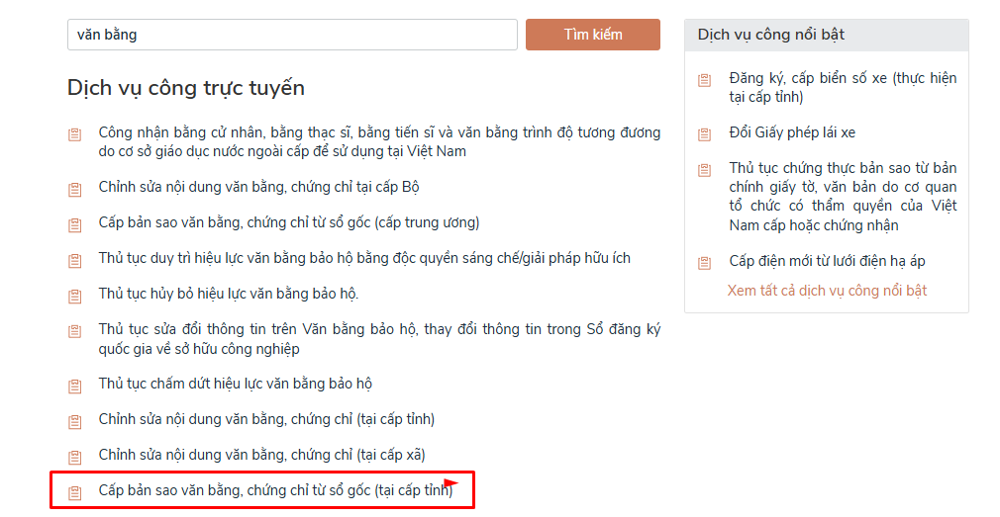 văn bằng
Tìm kiếm
Dịch vụ công trực tuyến
Công nhận bằng cử nhân, bằng thạc sĩ, bằng tiến sĩ và văn bằng trình độ tương đương
do cơ sở giáo dục nước ngoài cấp để sử dụng tại Việt Nam
Chỉnh sửa nội dung văn bằng, chứng chỉ tại cấp Bộ
Cấp bản sao văn bằng, chứng chỉ từ sổ gốc (cấp trung ương)
Thủ tục duy trì hiệu lực văn bằng bảo hộ bằng độc quyền sáng chế/giải pháp hữu ích
Thủ tục hủy bỏ hiệu lực văn bằng bảo hộ.
Thủ tục sửa đổi thông tin trên Văn bằng bảo hộ, thay đổi thông tin trong Sổ đăng ký
quốc gia về sở hữu công nghiệp
Thủ tục chấm dứt hiệu lực văn bằng bảo hộ
Chỉnh sửa nội dung văn bằng, chứng chỉ (tại cấp tỉnh)
Chỉnh sửa nội dung văn bằng, chứng chỉ (tại cấp xã)
Cấp bản sao văn bằng, chứng chỉ từ sổ gốc (tại cấp tỉnh)
Dịch vụ công nổi bật
Đăng ký, cấp biển số xe (thực hiện
tại cấp tỉnh)
Đổi Giấy phép lái xe
Thủ tục chứng thực bản sao từ bản
chính giấy tờ, văn bản do cơ quan
tổ chức có thẩm quyền của Việt
Nam cấp hoặc chứng nhận
Cấp điện mới từ lưới điện hạ áp
Xem tất cả dịch vụ công nổi bật